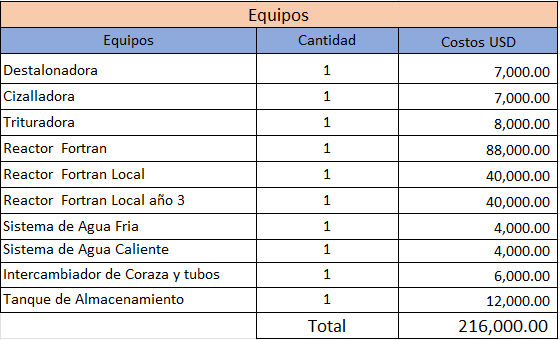 Equipos
Equipos Cantidad Costos USD
Destalonadora 1 7,000.00
Cizalladora 1 7,000.00
Trituradora 1 8,000.00
Reactor Fortran 1 88,000.00
Reactor Fortran Local 1 40,000.00
Reactor Fortran Local año 3 1 40,000.00
Sistema de Agua Fria 1 4,000.00
Sistema de Agua Caliente 1 4,000.00
Intercambiador de Coraza y tubos 1 6,000.00
Tanque de Almacenamiento 1 12,000.00
Total 216,000.00